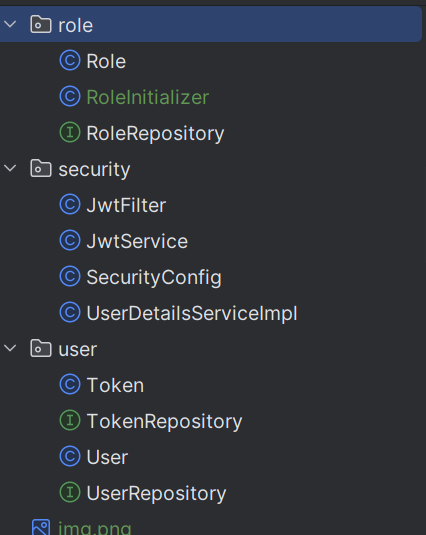 role
Role
RoleInitializer
RoleRepository
security
JwtFilter
JwtService
SecurityConfig
UserDetailsServiceImpl
user
Token
TokenRepository
User
UserRepository
img.png